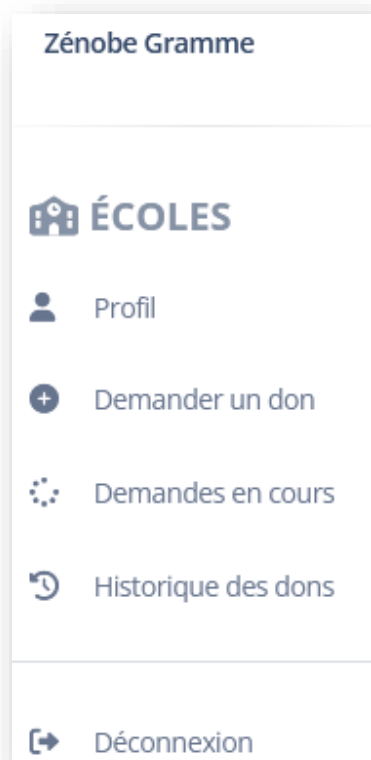 Zénobe Gramme
ÉCOLES
Profil
Demander un don
Demandes en cours
Historique des dons
Déconnexion